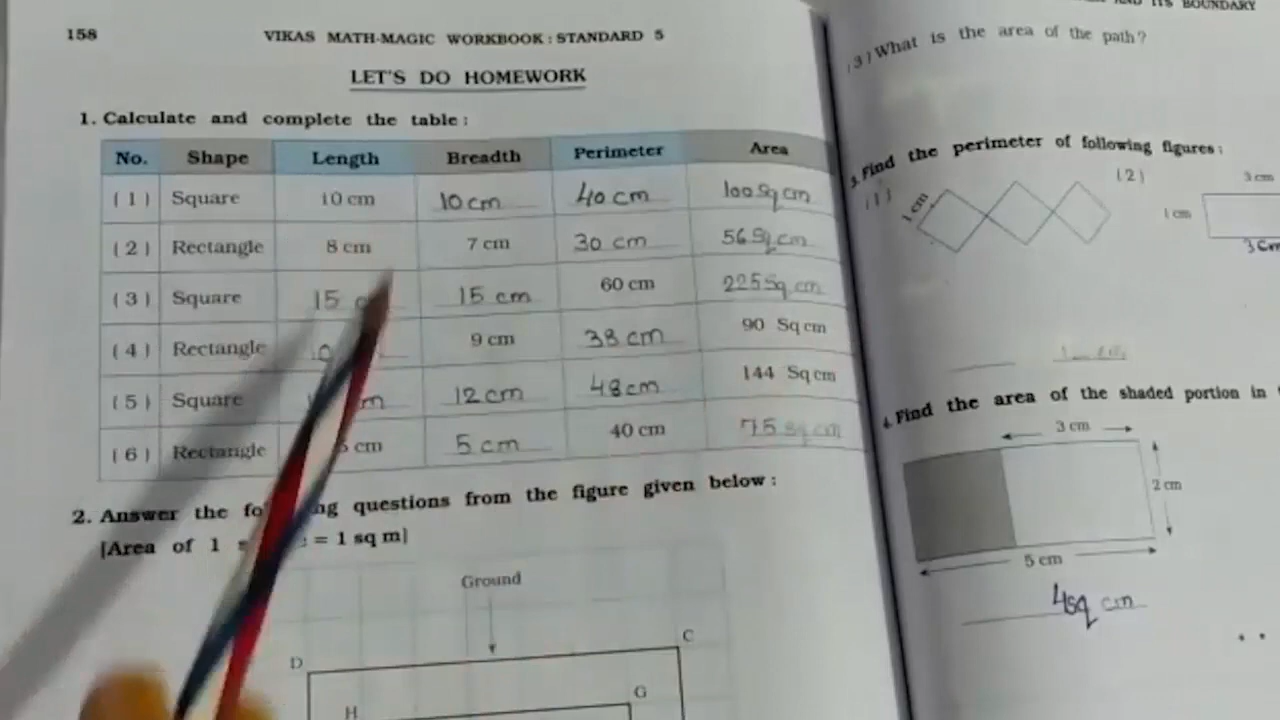 158 VIKAS MATH-MAGIC WORKBOOK : STANDARD 5
LET'S DO HOMEWORK
1. Calculate and complete the table :
No. Shape Length Breadth Perimeter Area
(1) Square 10 cm 10 cm 40 cm 100 Sq cm
(2) Rectangle 8 cm 7 cm 30 cm 56 Sq cm
(3) Square 15 15 cm 60 cm 225 Sq cm
(4) Rectangle 9 cm 38 cm 90 Sq cm
(5) Square 12 cm 48 cm 144 Sq cm
(6) Rectangle cm 5 cm 40 cm 75 sq cm
2. Answer the questions from the figure given below :
[Area of 1 = 1 sq m]
Ground
D C
H G
ITS BOUNDARY
(3) What is the area of the path?
3. Find the perimeter of following figures :
(1) (2)
1 cm 3 cm
1 cm
3 cm
4. Find the area of the shaded portion in
3 cm
2 cm
5 cm
4 sq cm